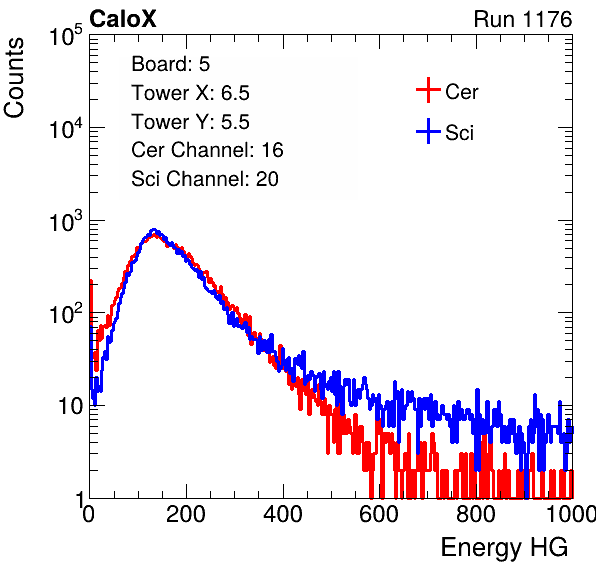 CaloX Run 1176
Counts
10^5
10^4
10^3
10^2
10
1
Board: 5
Tower X: 6.5
Tower Y: 5.5
Cer Channel: 16
Sci Channel: 20
Cer
Sci
0 200 400 600 800 1000
Energy HG